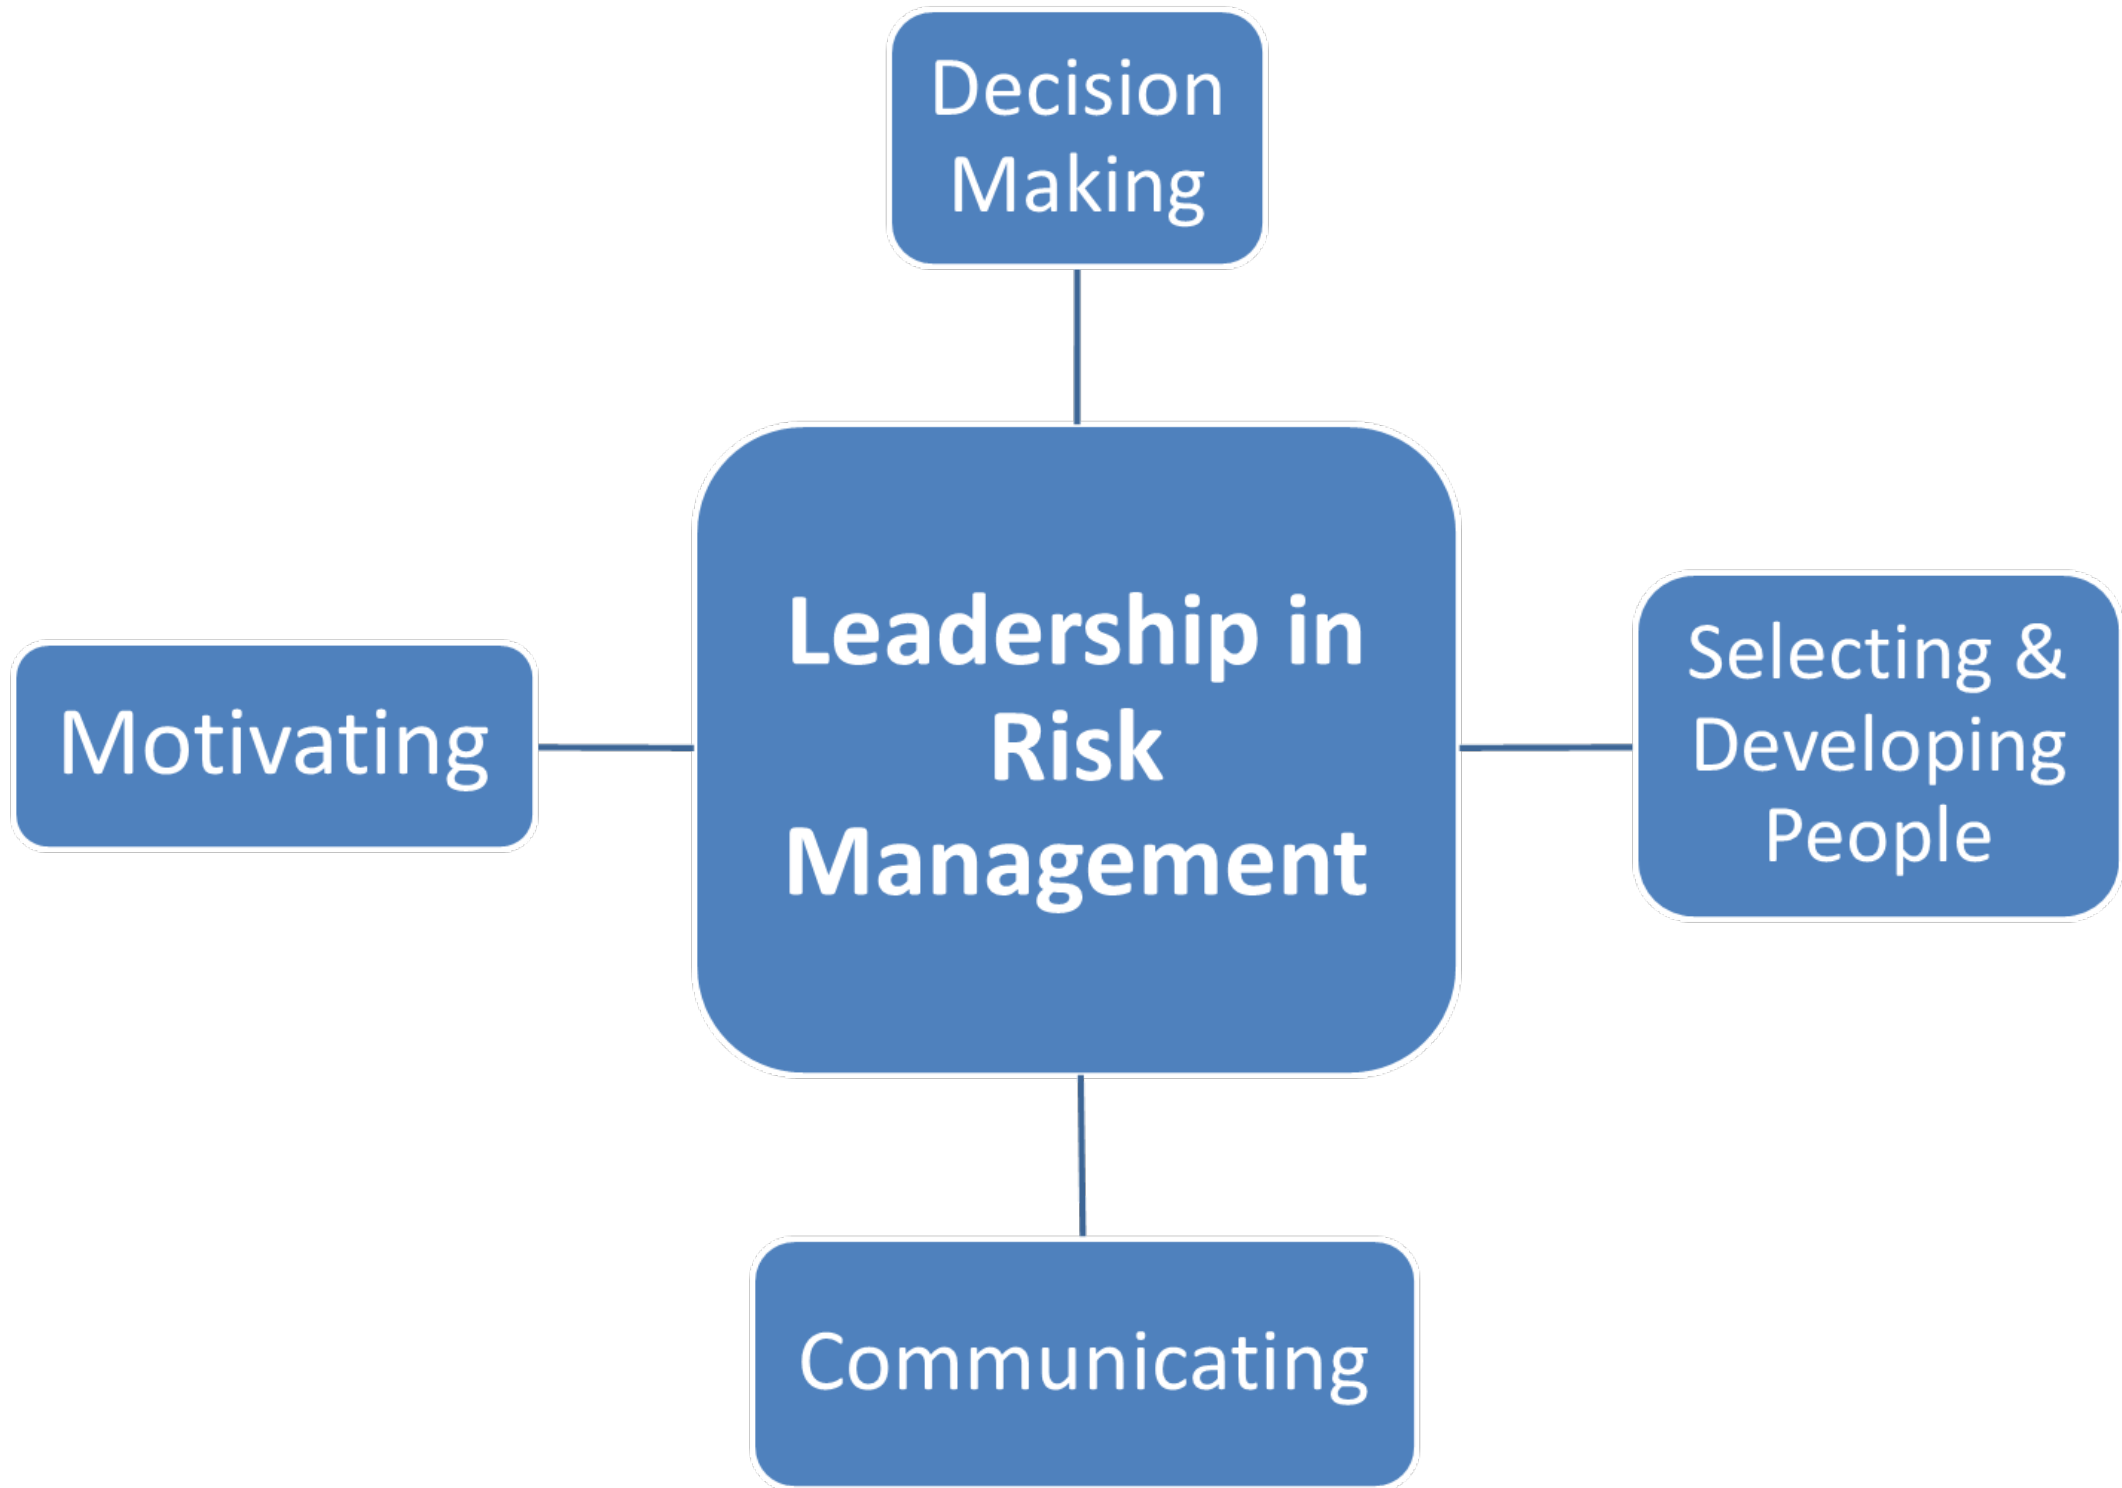 Decision
Making
Motivating
Leadership in
Risk
Management
Selecting &
Developing
People
Communicating